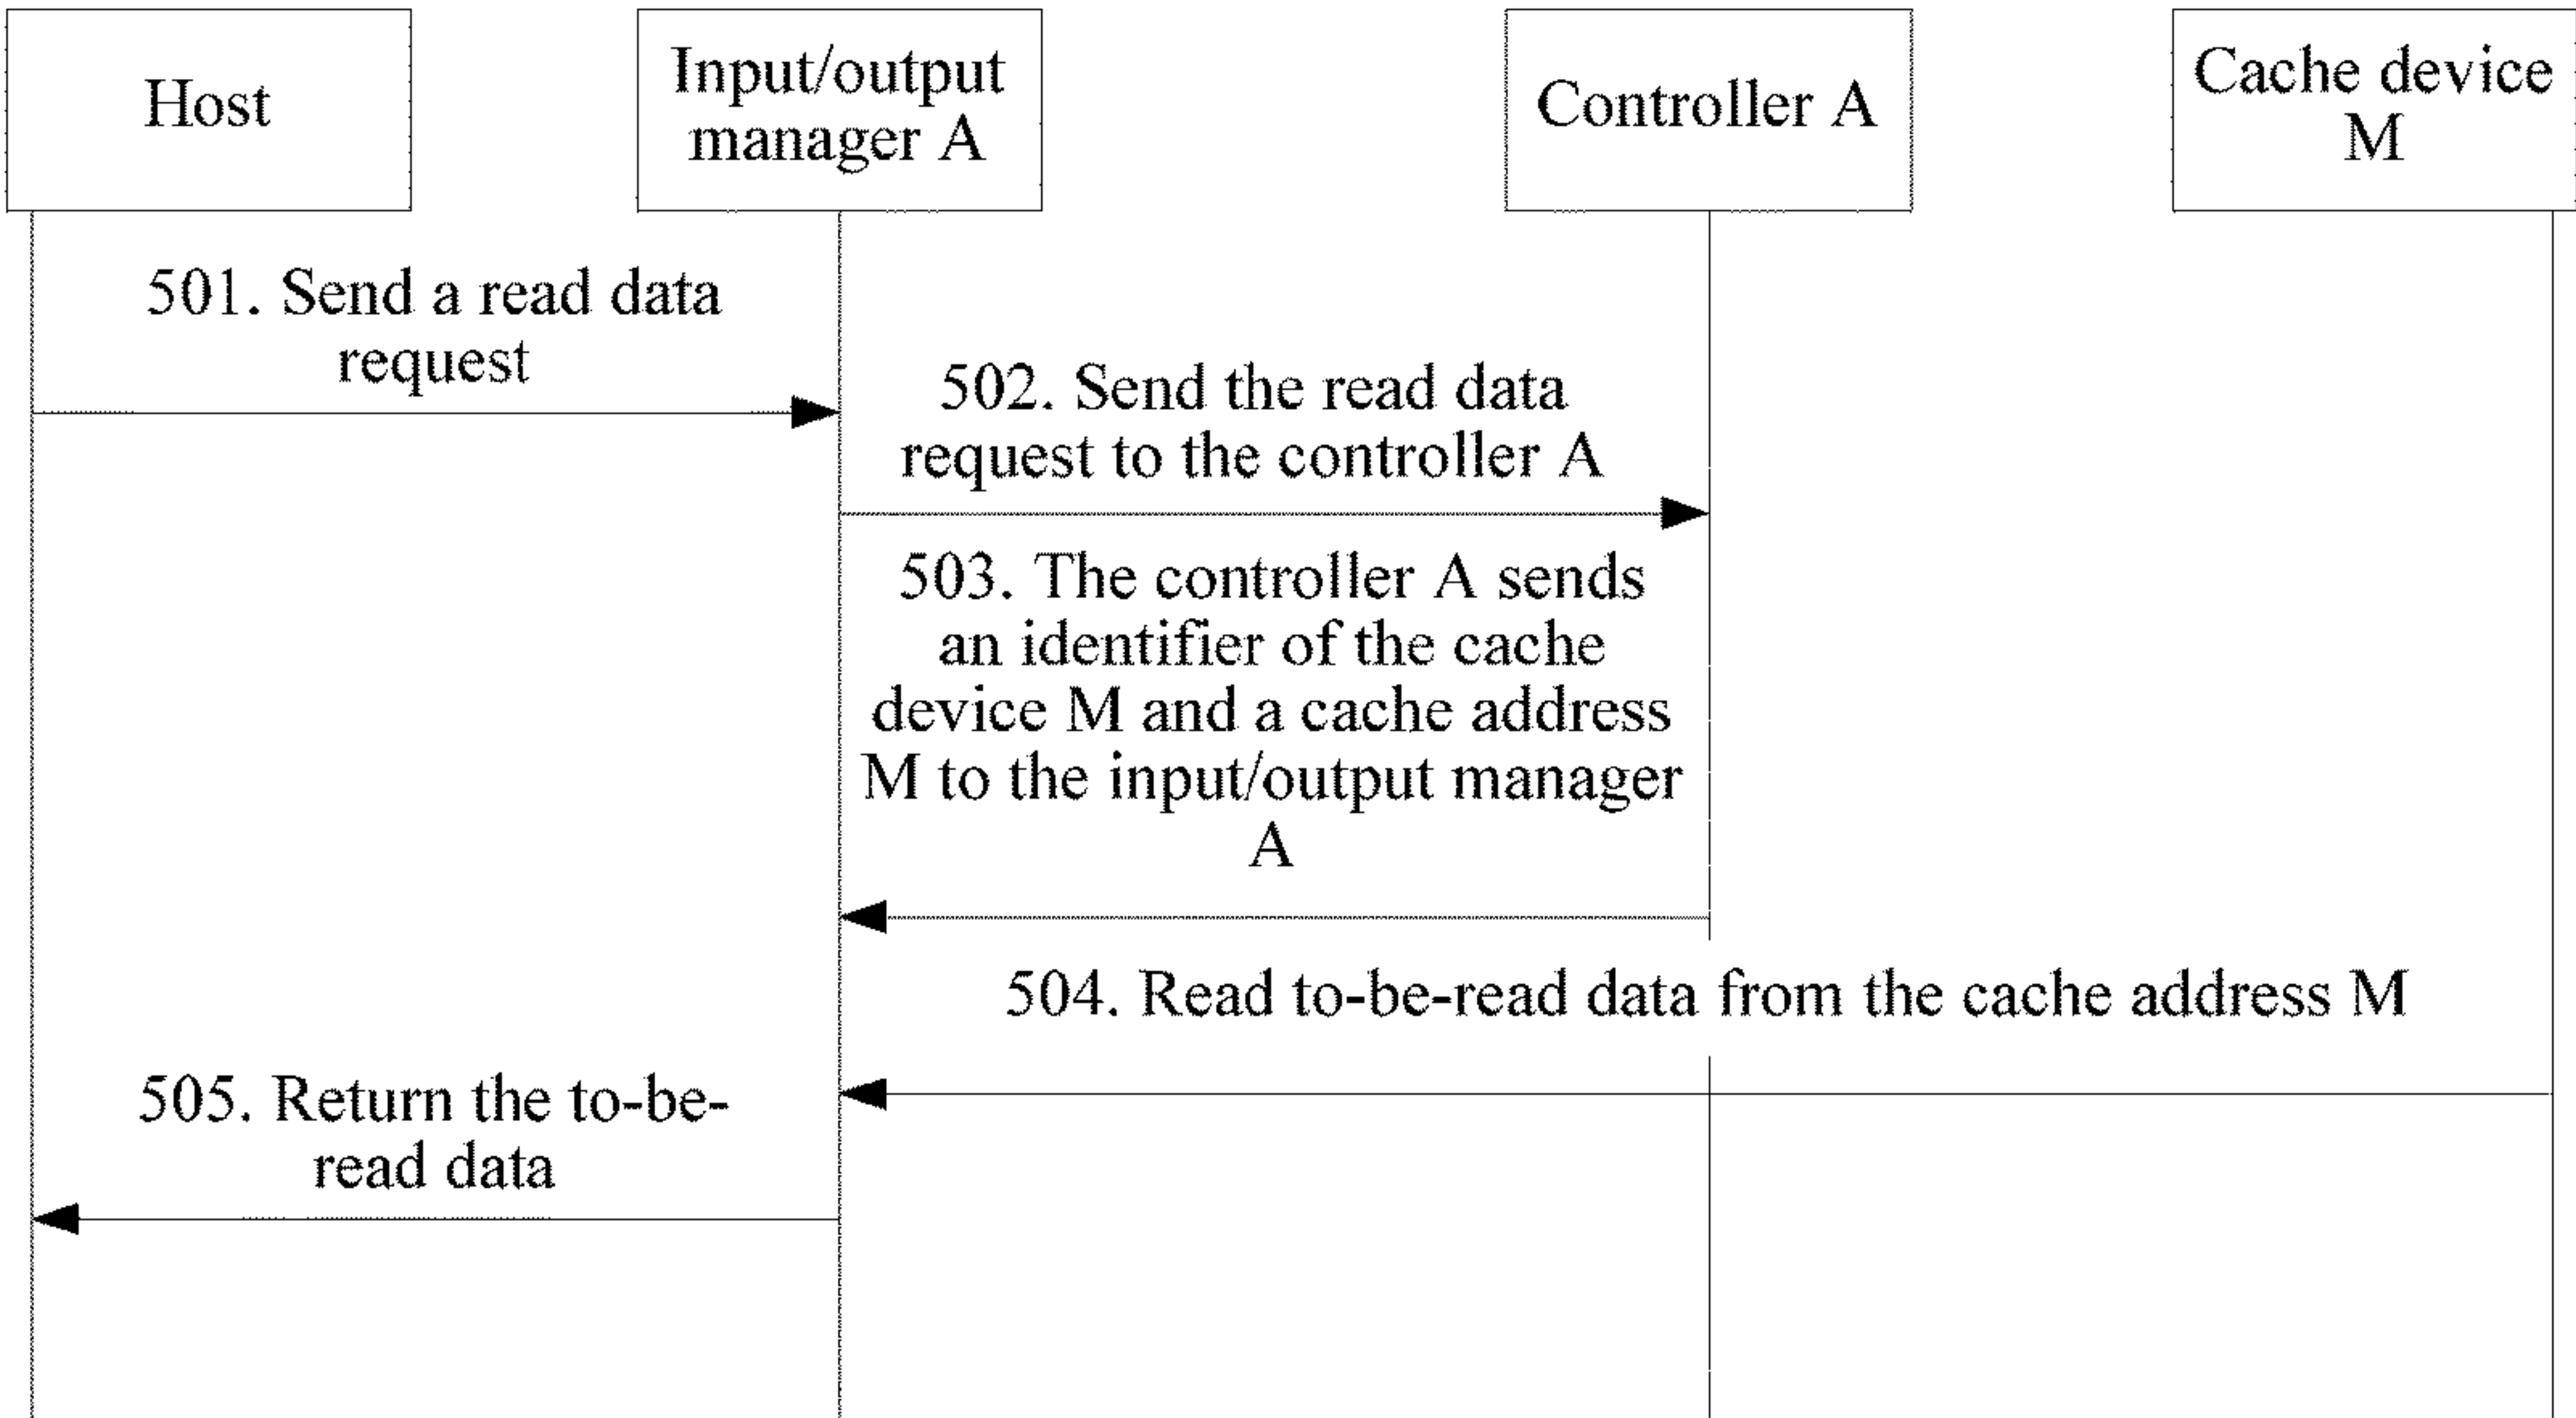 Host
Input/output
manager A
Controller A
Cache device
M
501. Send a read data
request
502. Send the read data
request to the controller A
503. The controller A sends
an identifier of the cache
device M and a cache address
M to the input/output manager
A
504. Read to-be-read data from the cache address M
505. Return the to-be-
read data